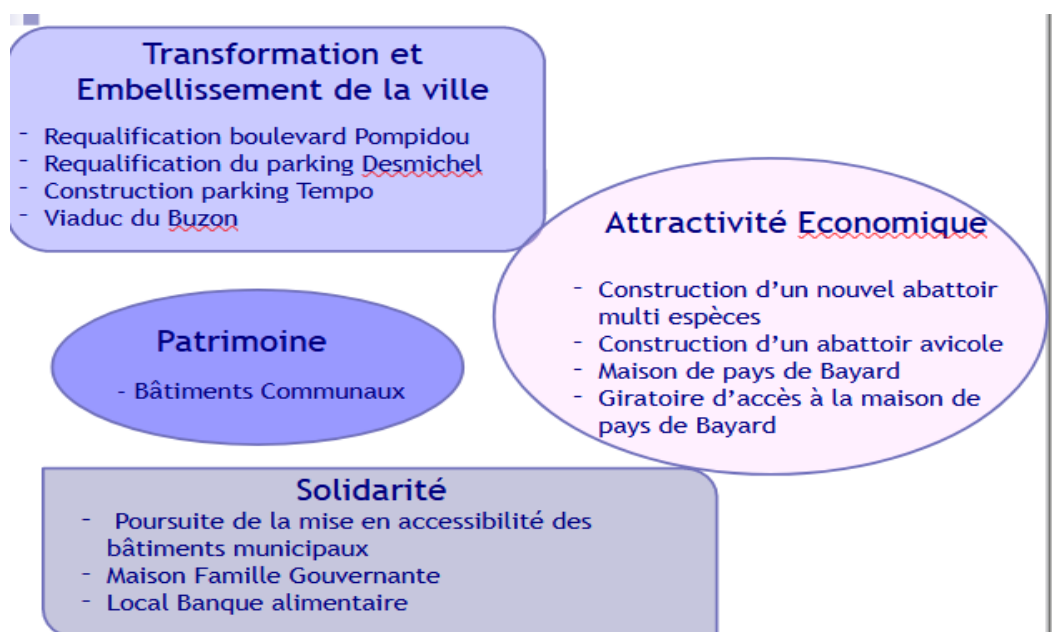 Transformation et
Embellissement de la ville
- Requalification boulevard Pompidou
- Requalification du parking Desmichel
- Construction parking Tempo
- Viaduc du Buzon
Attractivité Economique
- Construction d'un nouvel abattoir
multi espèces
- Construction d'un abattoir avicole
- Maison de pays de Bayard
- Giratoire d'accès à la maison de
pays de Bayard
Patrimoine
- Bâtiments Communaux
Solidarité
- Poursuite de la mise en accessibilité des
bâtiments municipaux
- Maison Famille Gouvernante
- Local Banque alimentaire